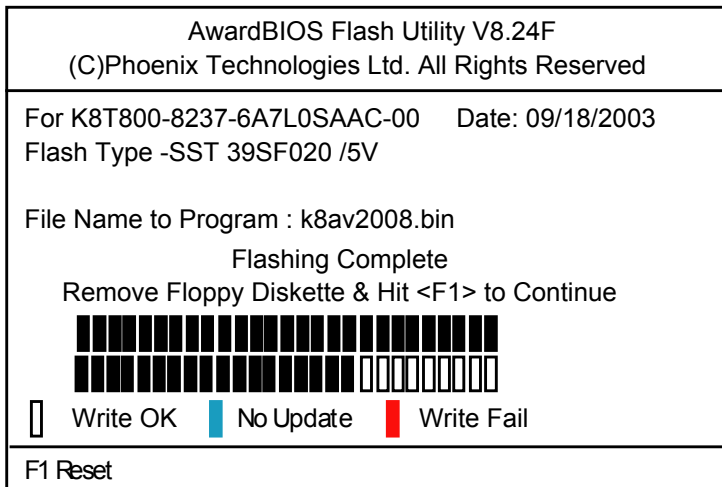 AwardBIOS Flash Utility V8.24F
(C)Phoenix Technologies Ltd. All Rights Reserved
For K8T800-8237-6A7L0SAAC-00 Date: 09/18/2003
Flash Type -SST 39SF020 /5V
File Name to Program : k8av2008.bin
Flashing Complete
Remove Floppy Diskette & Hit <F1> to Continue
Write OK No Update Write Fail
F1 Reset